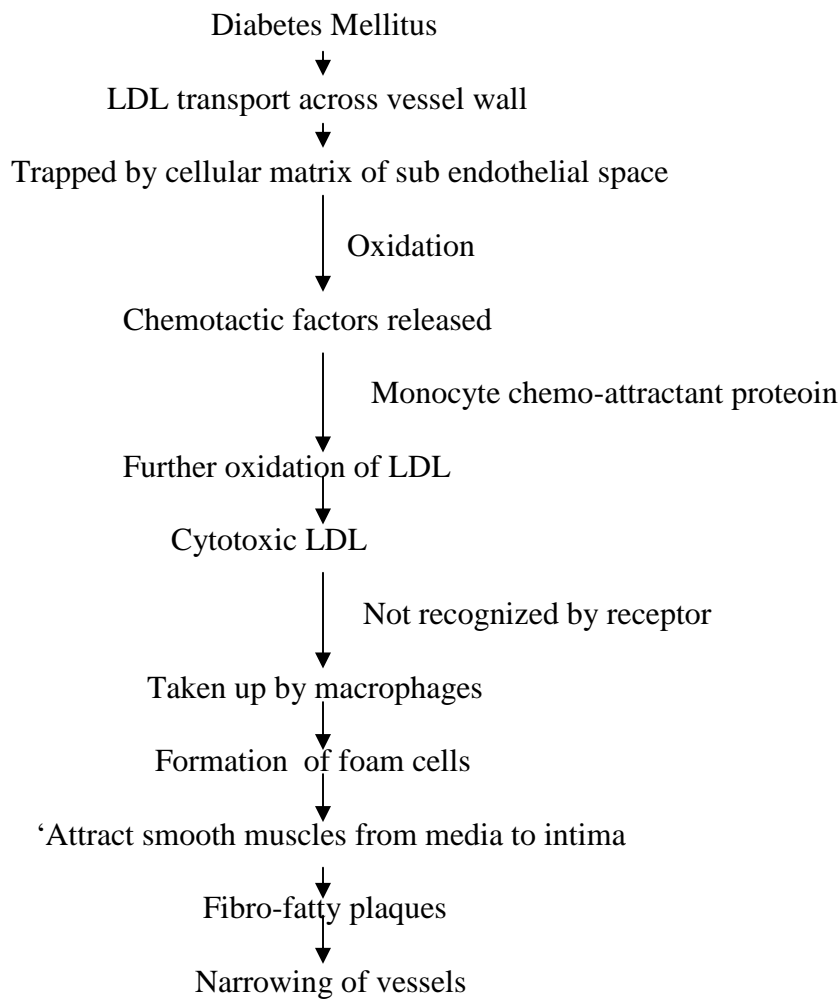 Diabetes Mellitus
LDL transport across vessel wall
Trapped by cellular matrix of sub endothelial space
Oxidation
Chemotactic factors released
Monocyte chemo-attractant proteoin
Further oxidation of LDL
Cytotoxic LDL
Not recognized by receptor
Taken up by macrophages
Formation of foam cells
‘Attract smooth muscles from media to intima
Fibro-fatty plaques
Narrowing of vessels